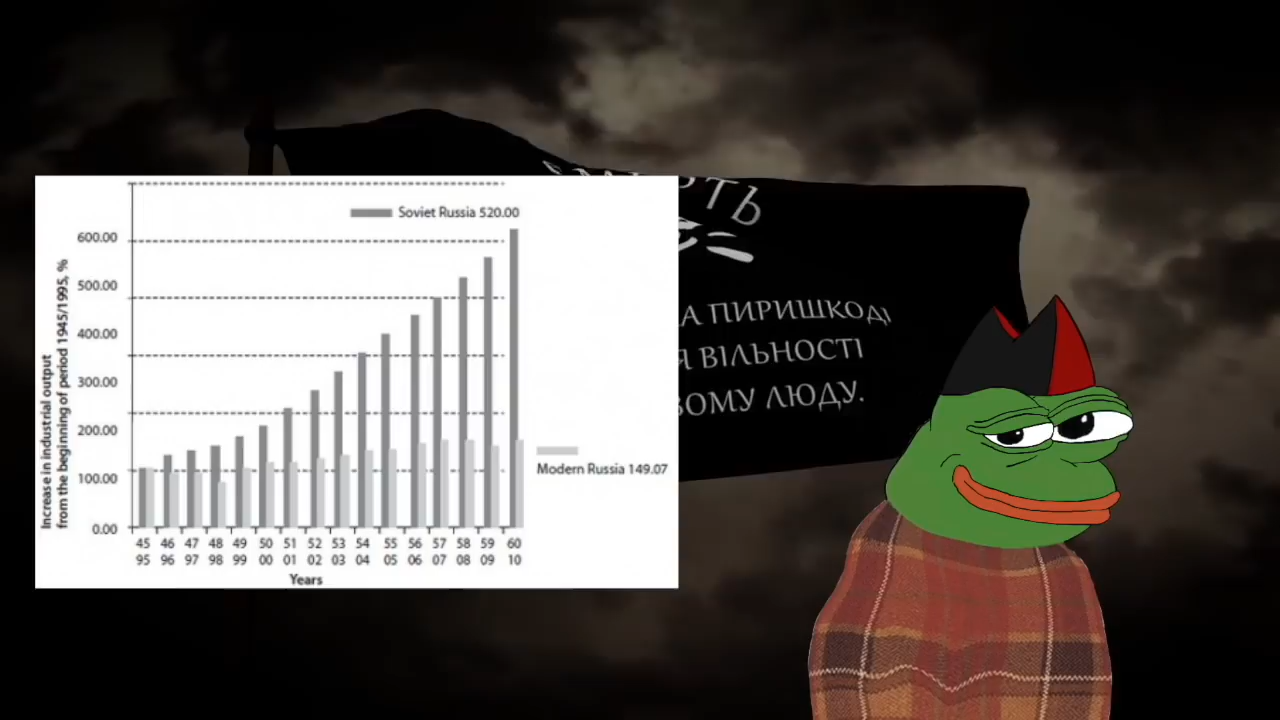 Soviet Russia 520.00
600.00
500.00
400.00
300.00
200.00
100.00
0.00
Increase in industrial output
from the beginning of period 1945/1995, %
Modern Russia 149.07
45 46 47 48 49 50 51 52 53 54 55 56 57 58 59 60
95 96 97 98 99 00 01 02 03 04 05 06 07 08 09 10
Years
А ПИРИШКОДІ
Я ВІЛЬНОСТІ
ВОМУ ЛЮДУ.